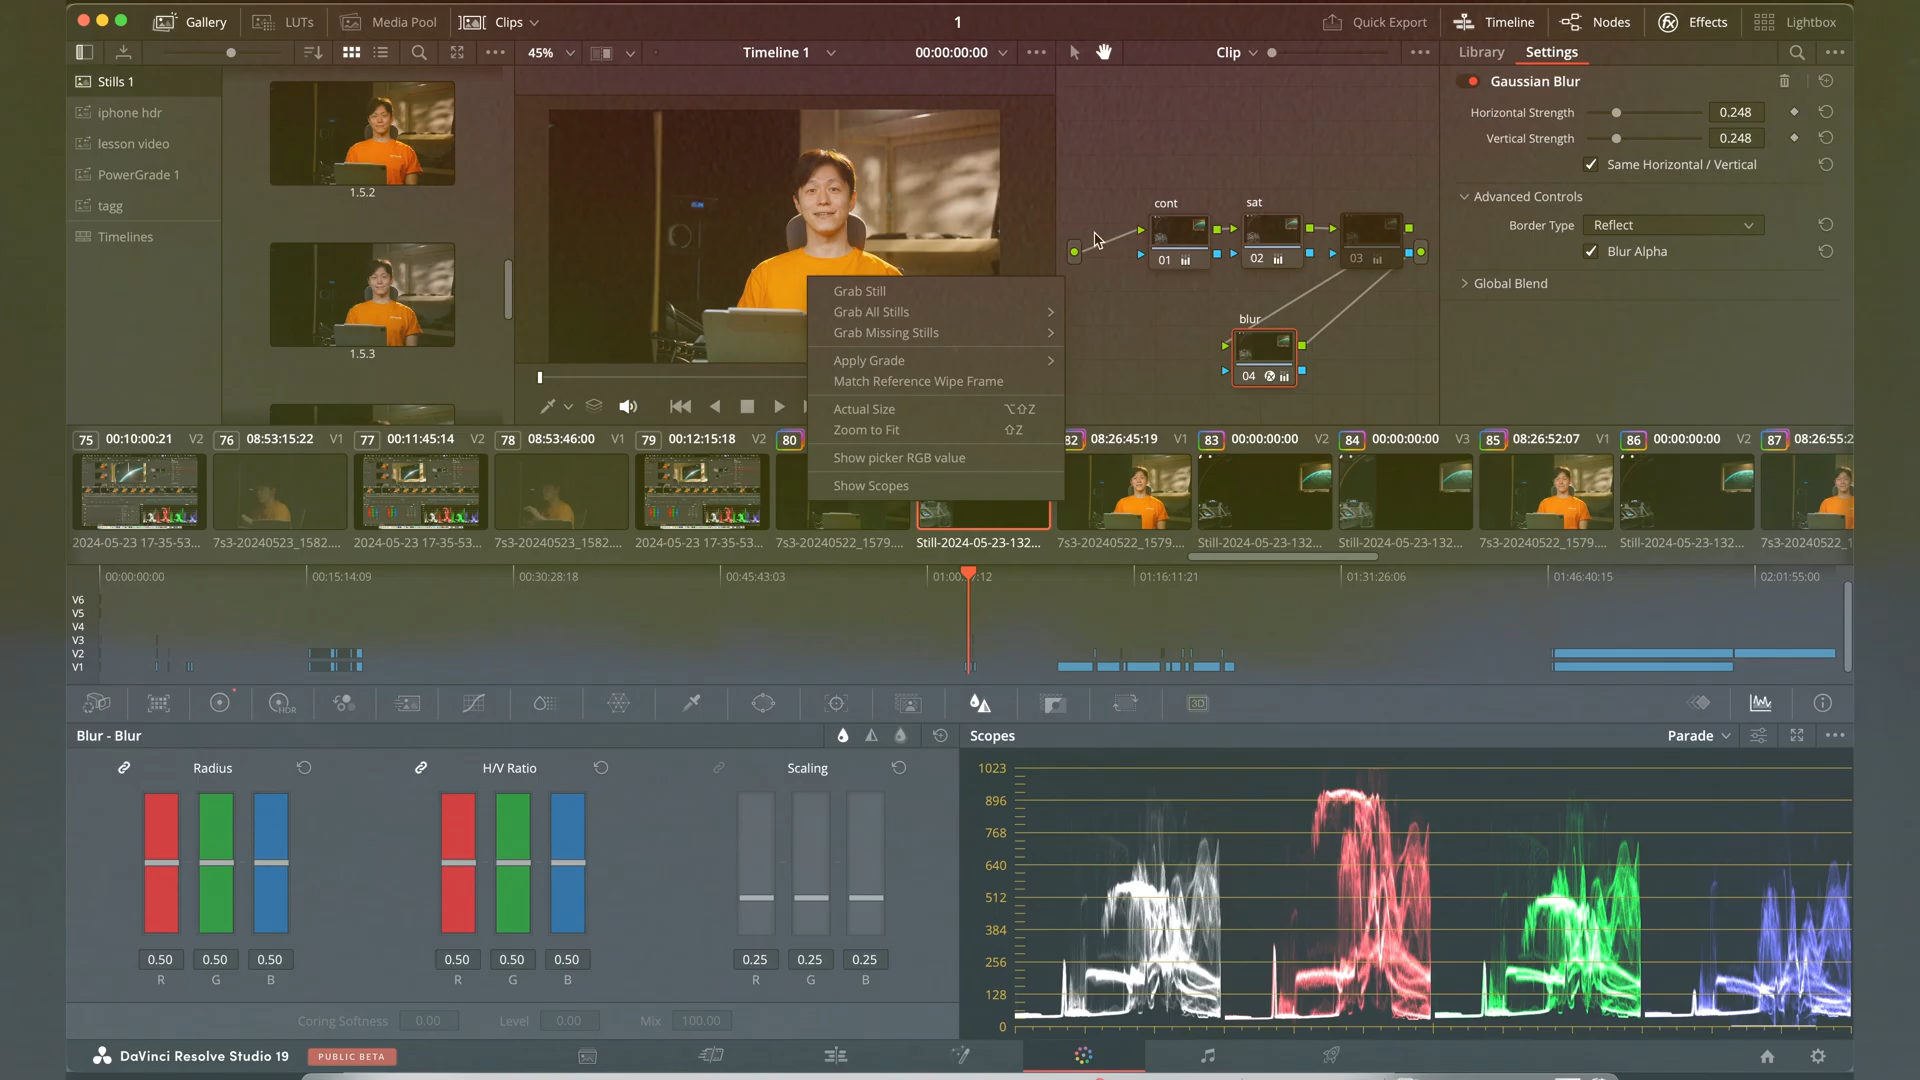 Gallery LUTs Media Pool Clips 1 Quick Export Timeline Nodes Effects Lightbox
45% Timeline 1 00:00:00:00 Clip Library Settings
Stills 1
iphone hdr
lesson video
PowerGrade 1
tagg
Timelines
1.5.2
1.5.3
cont
sat
01
02
03
blur
04
Gaussian Blur
Horizontal Strength 0.248
Vertical Strength 0.248
Same Horizontal / Vertical
Advanced Controls
Border Type Reflect
Blur Alpha
Global Blend
Grab Still
Grab All Stills
Grab Missing Stills
Apply Grade
Match Reference Wipe Frame
Actual Size ⌥⇧Z
Zoom to Fit ⇧Z
Show picker RGB value
Show Scopes
75 00:10:00:21 V2 76 08:53:15:22 V1 77 00:11:45:14 V2 78 08:53:46:00 V1 79 00:12:15:18 V2 80 82 08:26:45:19 V1 83 00:00:00:00 V2 84 00:00:00:00 V3 85 08:26:52:07 V1 86 00:00:00:00 V2 87 08:26:55:2
2024-05-23 17-35-53... 7s3-20240523_1582.... 2024-05-23 17-35-53... 7s3-20240523_1582.... 2024-05-23 17-35-53... 7s3-20240522_1579.... Still-2024-05-23-132... 7s3-20240522_1579.... Still-2024-05-23-132... Still-2024-05-23-132... 7s3-20240522_1579.... Still-2024-05-23-132... 7s3-20240522_1
00:00:00:00 00:15:14:09 00:30:28:18 00:45:43:03 01:16:11:21 01:31:26:06 01:46:40:15 02:01:55:00
V6
V5
V4
V3
V2
V1
HDR 3D
Blur - Blur
Radius H/V Ratio Scaling
0.50 0.50 0.50 0.50 0.50 0.50 0.25 0.25 0.25
R G B R G B R G B
Coring Softness 0.00 Level 0.00 Mix 100.00
Scopes Parade
1023
896
768
640
512
384
256
128
0
DaVinci Resolve Studio 19 PUBLIC BETA